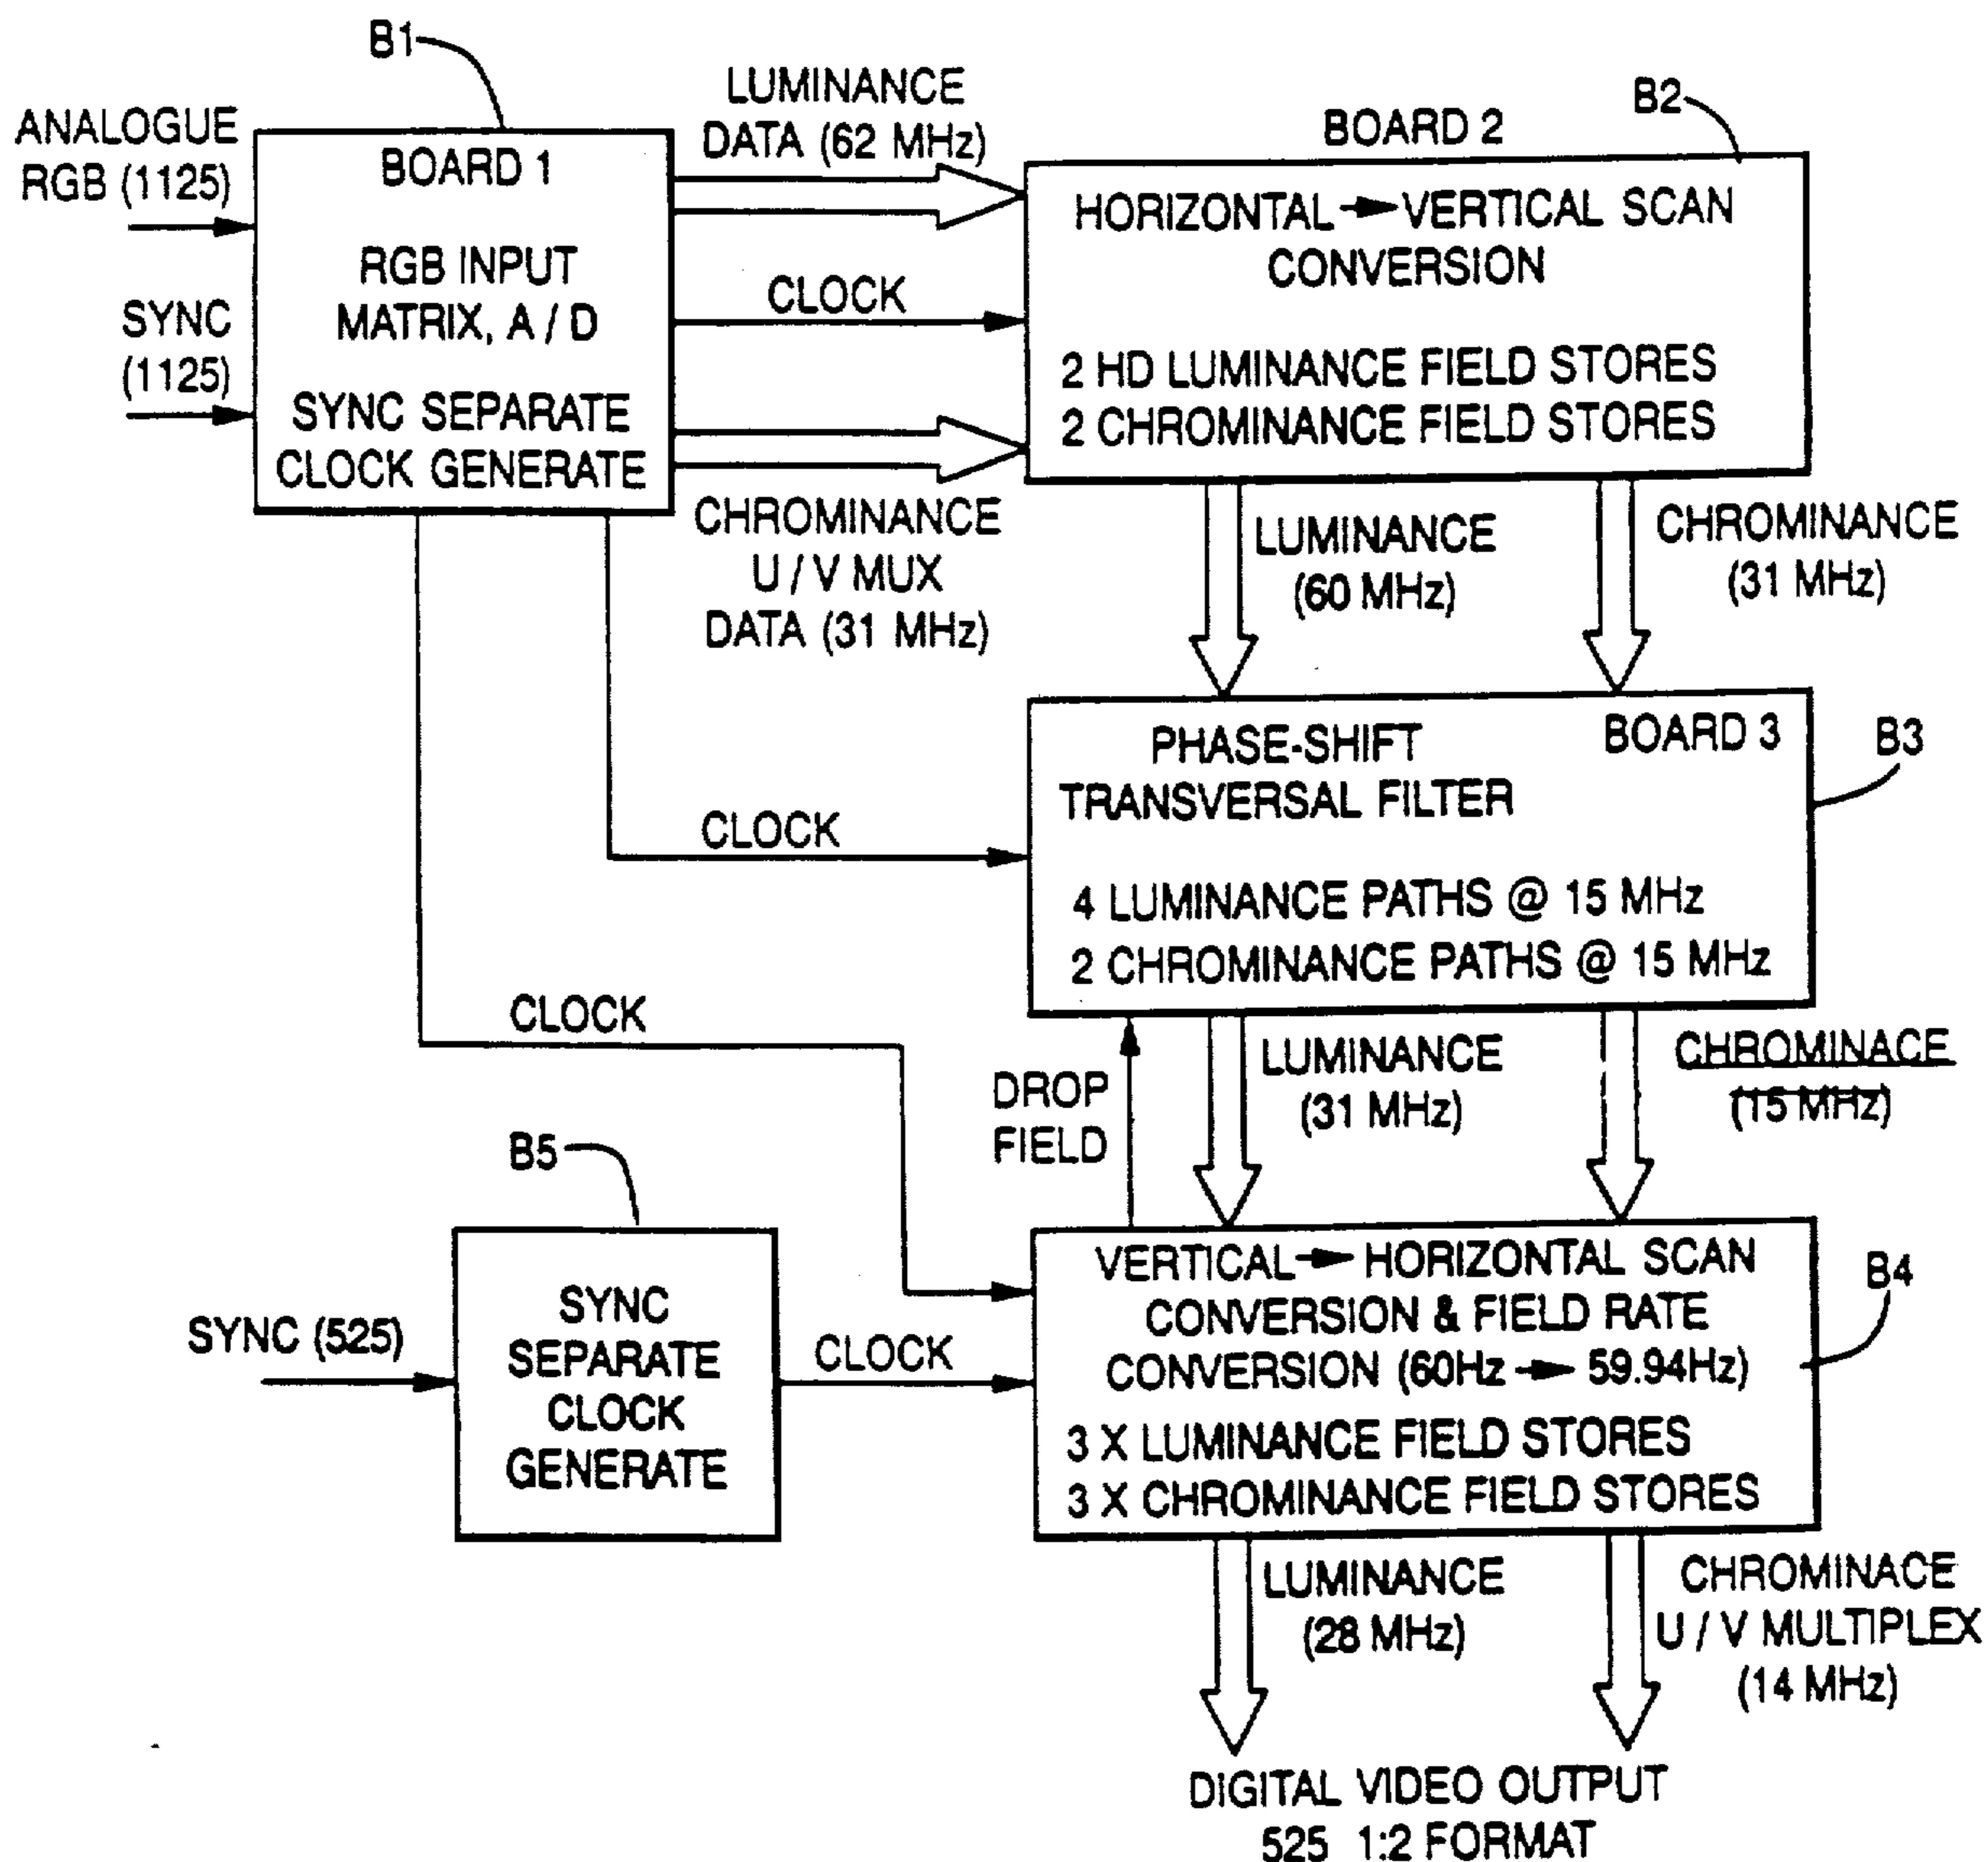 B1
ANALOGUE
RGB (1125)
SYNC
(1125)
BOARD 1
RGB INPUT
MATRIX, A / D
SYNC SEPARATE
CLOCK GENERATE
LUMINANCE
DATA (62 MHz)
CLOCK
CHROMINANCE
U / V MUX
DATA (31 MHz)
BOARD 2
B2
HORIZONTAL → VERTICAL SCAN
CONVERSION
2 HD LUMINANCE FIELD STORES
2 CHROMINANCE FIELD STORES
LUMINANCE
(60 MHz)
CHROMINANCE
(31 MHz)
PHASE-SHIFT
TRANSVERSAL FILTER
BOARD 3
B3
4 LUMINANCE PATHS @ 15 MHz
2 CHROMINANCE PATHS @ 15 MHz
CLOCK
CLOCK
DROP
FIELD
LUMINANCE
(31 MHz)
CHROMINACE
(15 MHz)
B5
SYNC (525)
SYNC
SEPARATE
CLOCK
GENERATE
CLOCK
VERTICAL → HORIZONTAL SCAN
CONVERSION & FIELD RATE
CONVERSION (60Hz → 59.94Hz)
3 X LUMINANCE FIELD STORES
3 X CHROMINANCE FIELD STORES
B4
LUMINANCE
(28 MHz)
CHROMINACE
U / V MULTIPLEX
(14 MHz)
DIGITAL VIDEO OUTPUT
525 1:2 FORMAT